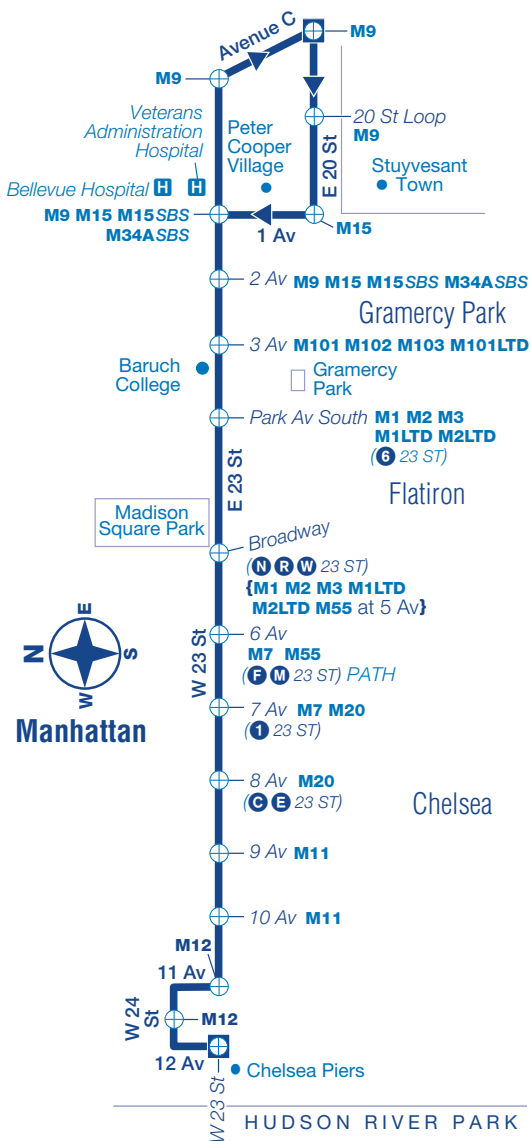 Avenue C
M9
M9
20 St Loop
M9
Veterans
Administration
Hospital
Peter
Cooper
Village
E 20 St
Stuyvesant
Town
Bellevue Hospital H H
M9 M15 M15SBS
M34ASBS
1 Av
M15
2 Av M9 M15 M15SBS M34ASBS
Gramercy Park
3 Av M101 M102 M103 M101LTD
Baruch
College
Gramercy
Park
Park Av South M1 M2 M3
M1LTD M2LTD
(6 23 ST)
E 23 St
Flatiron
Madison
Square Park
Broadway
(N R W 23 ST)
{M1 M2 M3 M1LTD
M2LTD M55 at 5 Av}
W 23 St
6 Av
M7 M55
(F M 23 ST) PATH
E
N
S
W
Manhattan
7 Av M7 M20
(1 23 ST)
8 Av M20
(C E 23 ST)
Chelsea
9 Av M11
10 Av M11
M12
11 Av
W 24
St
M12
12 Av
Chelsea Piers
W 23 St
HUDSON RIVER PARK